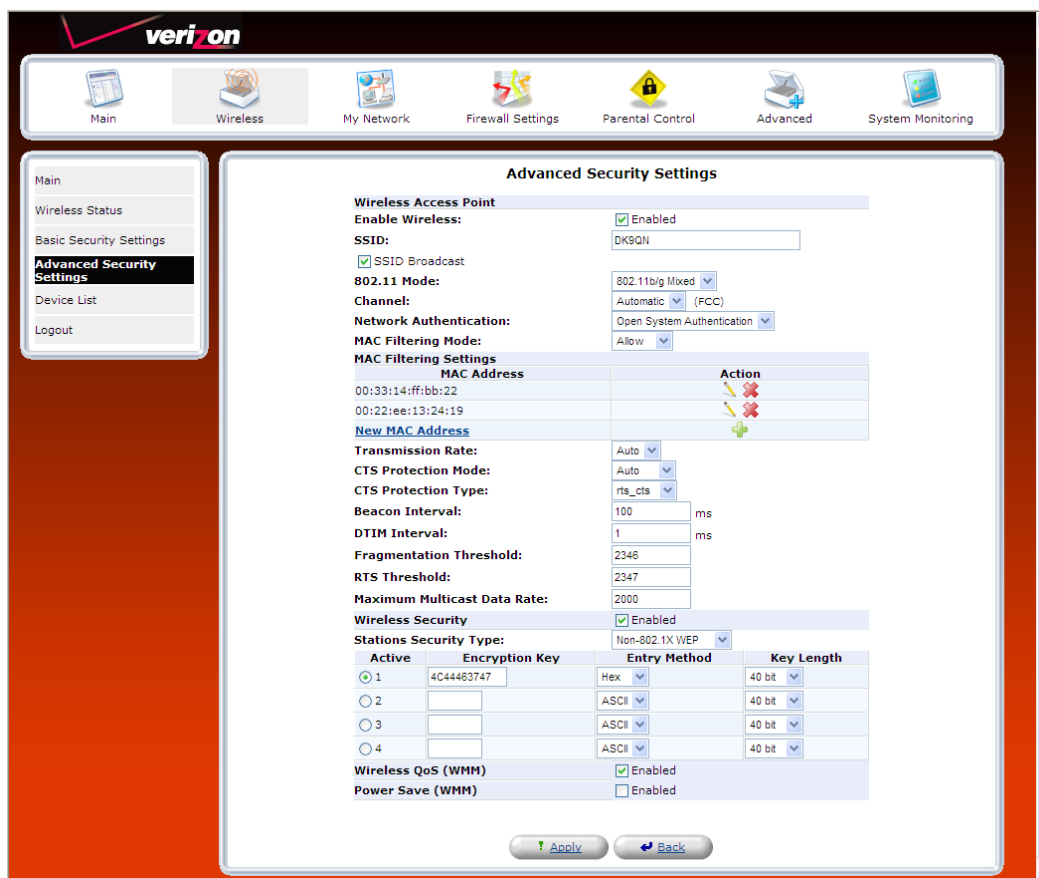 verizon
Main Wireless My Network Firewall Settings Parental Control Advanced System Monitoring
Main
Wireless Status
Basic Security Settings
Advanced Security
Settings
Device List
Logout
Advanced Security Settings
Wireless Access Point
Enable Wireless: Enabled
SSID: DK9QN
SSID Broadcast
802.11 Mode: 802.11b/g Mixed
Channel: Automatic (FCC)
Network Authentication: Open System Authentication
MAC Filtering Mode: Allow
MAC Filtering Settings
MAC Address Action
00:33:14:ff:bb:22
00:22:ee:13:24:19
New MAC Address
Transmission Rate: Auto
CTS Protection Mode: Auto
CTS Protection Type: rts_cts
Beacon Interval: 100 ms
DTIM Interval: 1 ms
Fragmentation Threshold: 2346
RTS Threshold: 2347
Maximum Multicast Data Rate: 2000
Wireless Security Enabled
Stations Security Type: Non-802.1X WEP
Active Encryption Key Entry Method Key Length
1 4C44463747 Hex 40 bit
2 ASCII 40 bit
3 ASCII 40 bit
4 ASCII 40 bit
Wireless QoS (WMM) Enabled
Power Save (WMM) Enabled
Apply Back